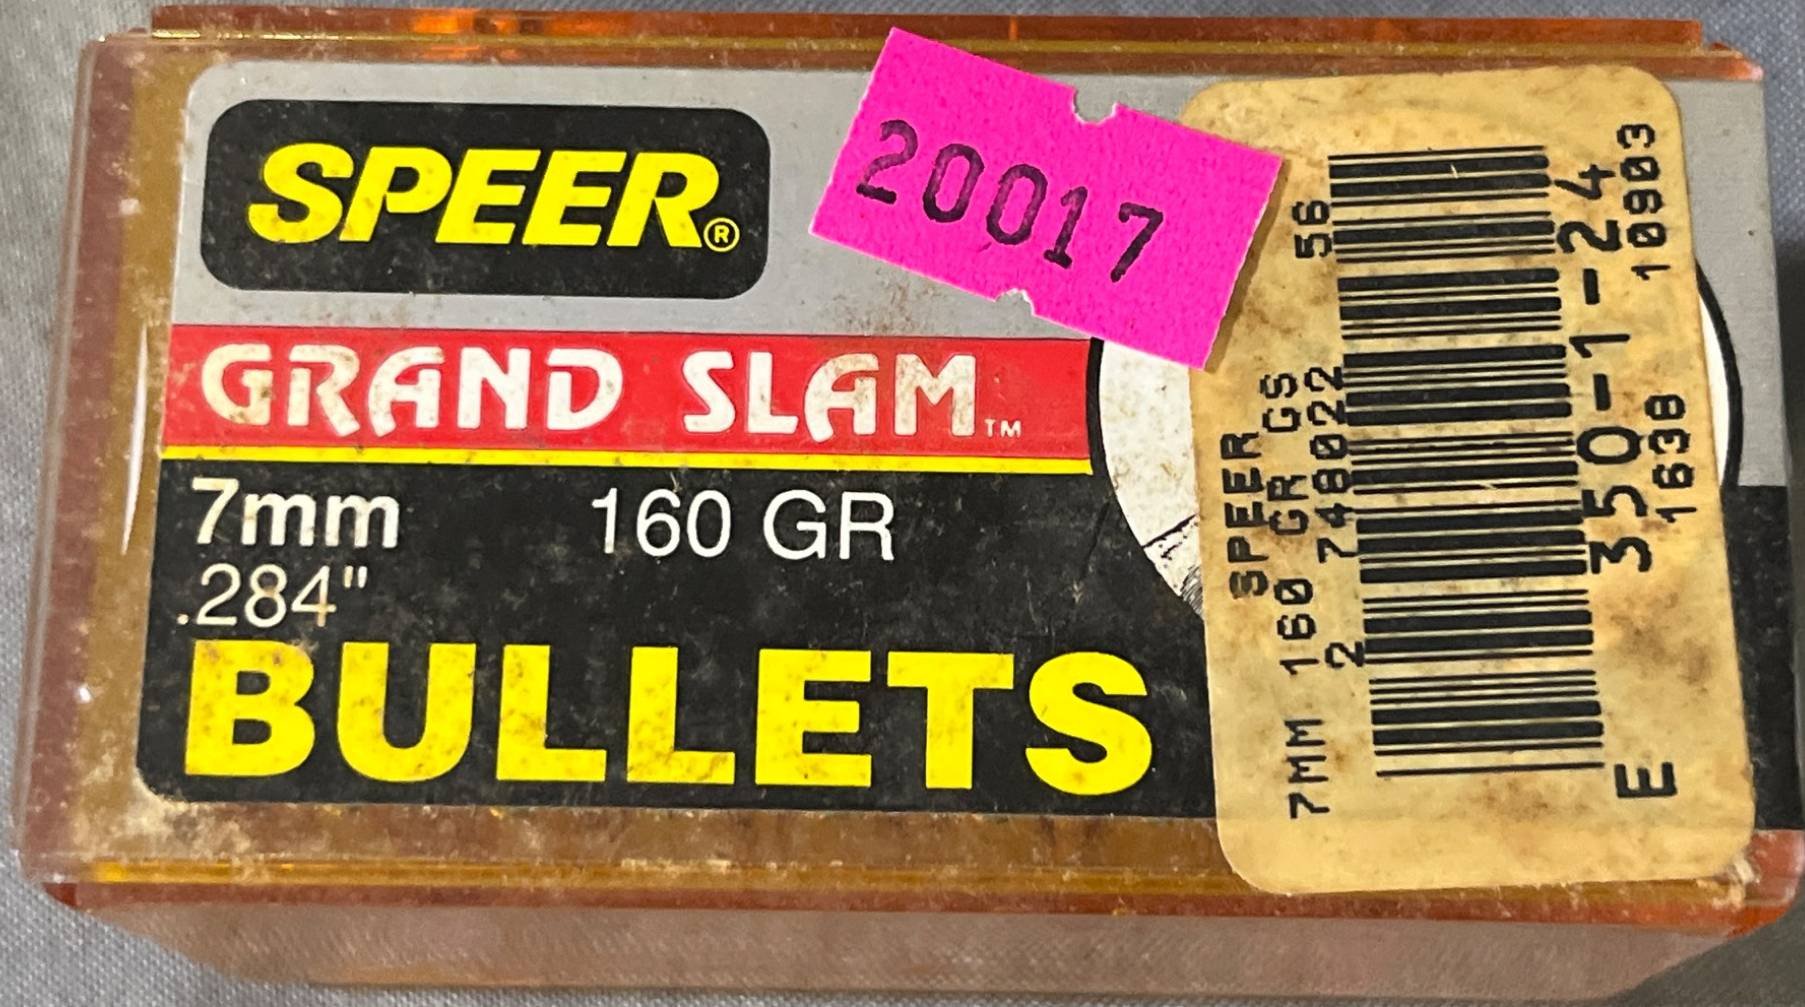 SPEER®
GRAND SLAM™
7mm 160 GR
.284"
BULLETS
20017
SPEER
7MM 160 GR GS
2 748022 56
350-1-24
1638 10903
E